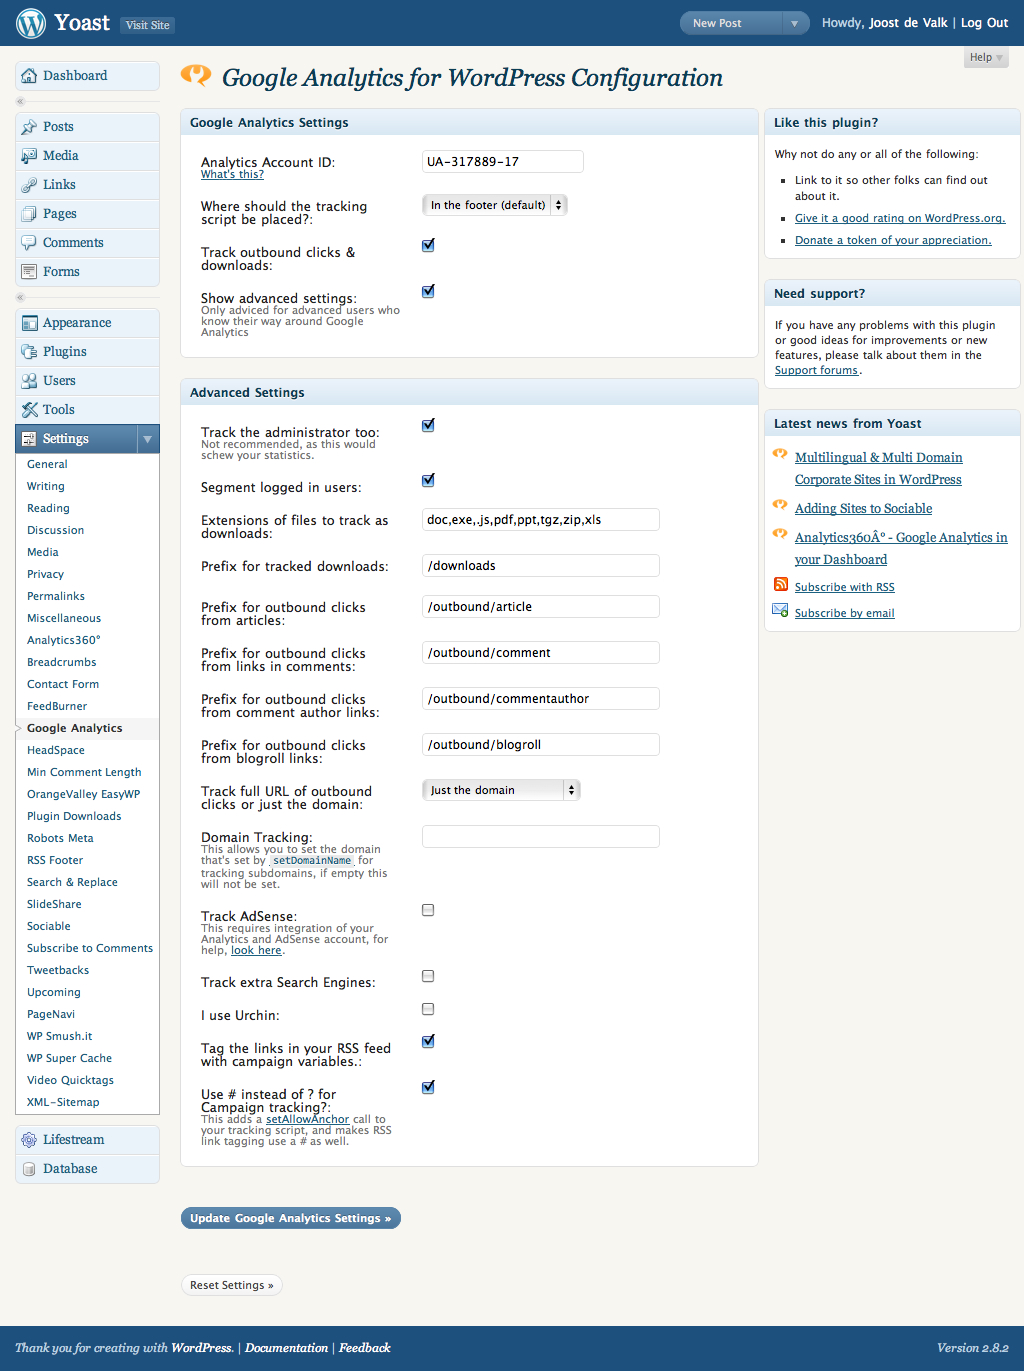 Yoast
Visit Site
New Post
Howdy, Joost de Valk | Log Out
Help
Dashboard
Posts
Media
Links
Pages
Comments
Forms
Appearance
Plugins
Users
Tools
Settings
General
Writing
Reading
Discussion
Media
Privacy
Permalinks
Miscellaneous
Analytics360°
Breadcrumbs
Contact Form
FeedBurner
Google Analytics
HeadSpace
Min Comment Length
OrangeValley EasyWP
Plugin Downloads
Robots Meta
RSS Footer
Search & Replace
SlideShare
Sociable
Subscribe to Comments
Tweetbacks
Upcoming
PageNavi
WP Smush.it
WP Super Cache
Video Quicktags
XML-Sitemap
Lifestream
Database
Google Analytics for WordPress Configuration
Google Analytics Settings
Analytics Account ID:
What's this?
UA-317889-17
Where should the tracking
script be placed?:
In the footer (default)
Track outbound clicks &
downloads:
Show advanced settings:
Only adviced for advanced users who
know their way around Google
Analytics
Advanced Settings
Track the administrator too:
Not recommended, as this would
schew your statistics.
Segment logged in users:
Extensions of files to track as
downloads:
doc,exe,.js,pdf,ppt,tgz,zip,xls
Prefix for tracked downloads:
/downloads
Prefix for outbound clicks
from articles:
/outbound/article
Prefix for outbound clicks
from links in comments:
/outbound/comment
Prefix for outbound clicks
from comment author links:
/outbound/commentauthor
Prefix for outbound clicks
from blogroll links:
/outbound/blogroll
Track full URL of outbound
clicks or just the domain:
Just the domain
Domain Tracking:
This allows you to set the domain
that's set by setDomainName for
tracking subdomains, if empty this
will not be set.
Track AdSense:
This requires integration of your
Analytics and AdSense account, for
help, look here.
Track extra Search Engines:
I use Urchin:
Tag the links in your RSS feed
with campaign variables.:
Use # instead of ? for
Campaign tracking?:
This adds a setAllowAnchor call to
your tracking script, and makes RSS
link tagging use a # as well.
Update Google Analytics Settings »
Reset Settings »
Like this plugin?
Why not do any or all of the following:
Link to it so other folks can find out
about it.
Give it a good rating on WordPress.org.
Donate a token of your appreciation.
Need support?
If you have any problems with this plugin
or good ideas for improvements or new
features, please talk about them in the
Support forums.
Latest news from Yoast
Multilingual & Multi Domain
Corporate Sites in WordPress
Adding Sites to Sociable
Analytics360Â° - Google Analytics in
your Dashboard
Subscribe with RSS
Subscribe by email
Thank you for creating with WordPress. | Documentation | Feedback
Version 2.8.2